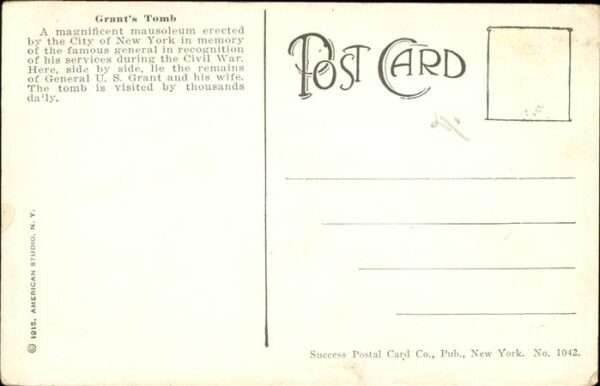 Grant's Tomb
A magnificent mausoleum erected
by the City of New York in memory
of the famous general in recognition
of his services during the Civil War.
Here, side by side, lie the remains
of General U. S. Grant and his wife.
The tomb is visited by thousands
da'ly.
POST CARD
© 1915, AMERICAN STUDIO, N. Y.
Success Postal Card Co., Pub., New York. No. 1042.